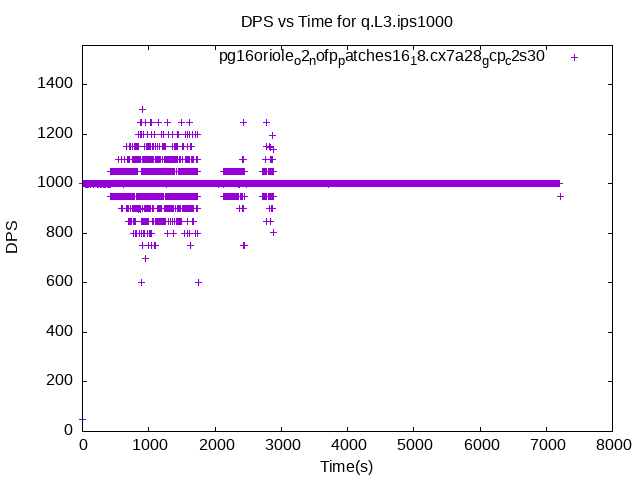 DPS vs Time for q.L3.ips1000
pg16oriole_o2_nofp_patches16_18.cx7a28_gcp_c2s30
1400
1200
1000
800
600
400
200
0
DPS
0 1000 2000 3000 4000 5000 6000 7000 8000
Time(s)